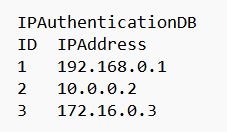 IPAuthenticationDB
ID  IPAddress
1   192.168.0.1
2   10.0.0.2
3   172.16.0.3